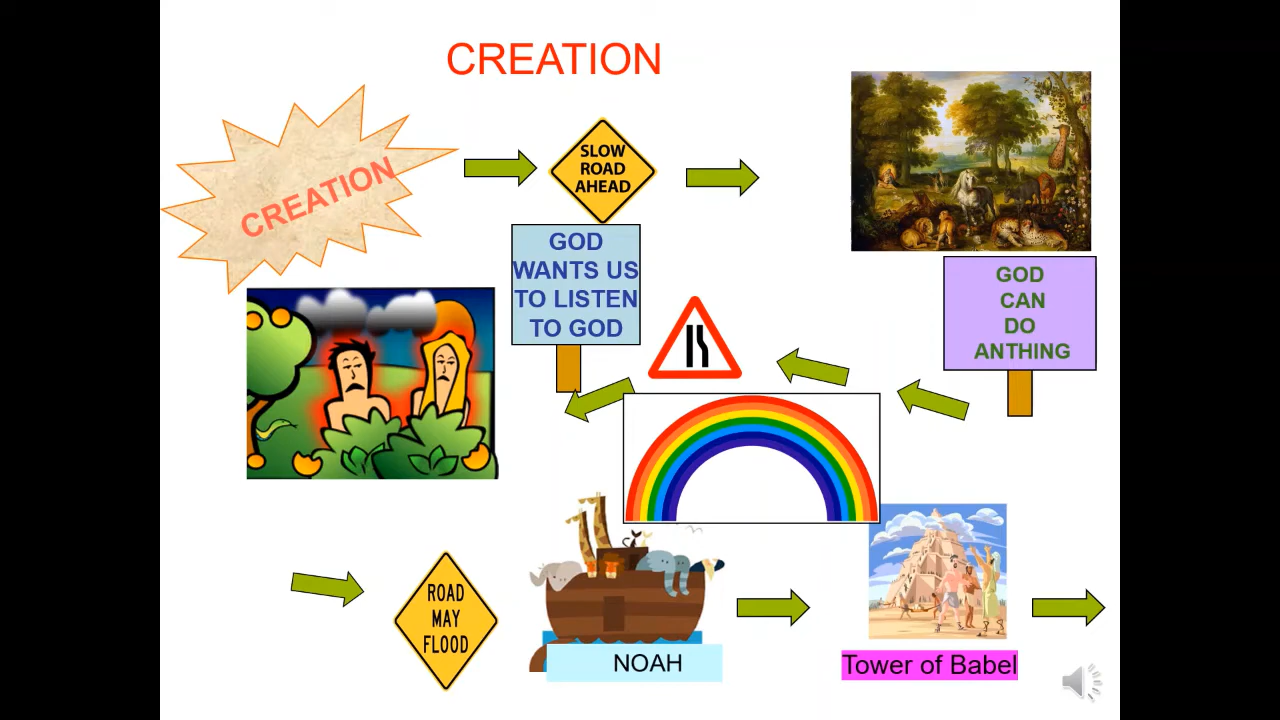 CREATION
CREATION
SLOW
ROAD
AHEAD
GOD
WANTS US
TO LISTEN
TO GOD
GOD
CAN
DO
ANTHING
ROAD
MAY
FLOOD
NOAH
Tower of Babel